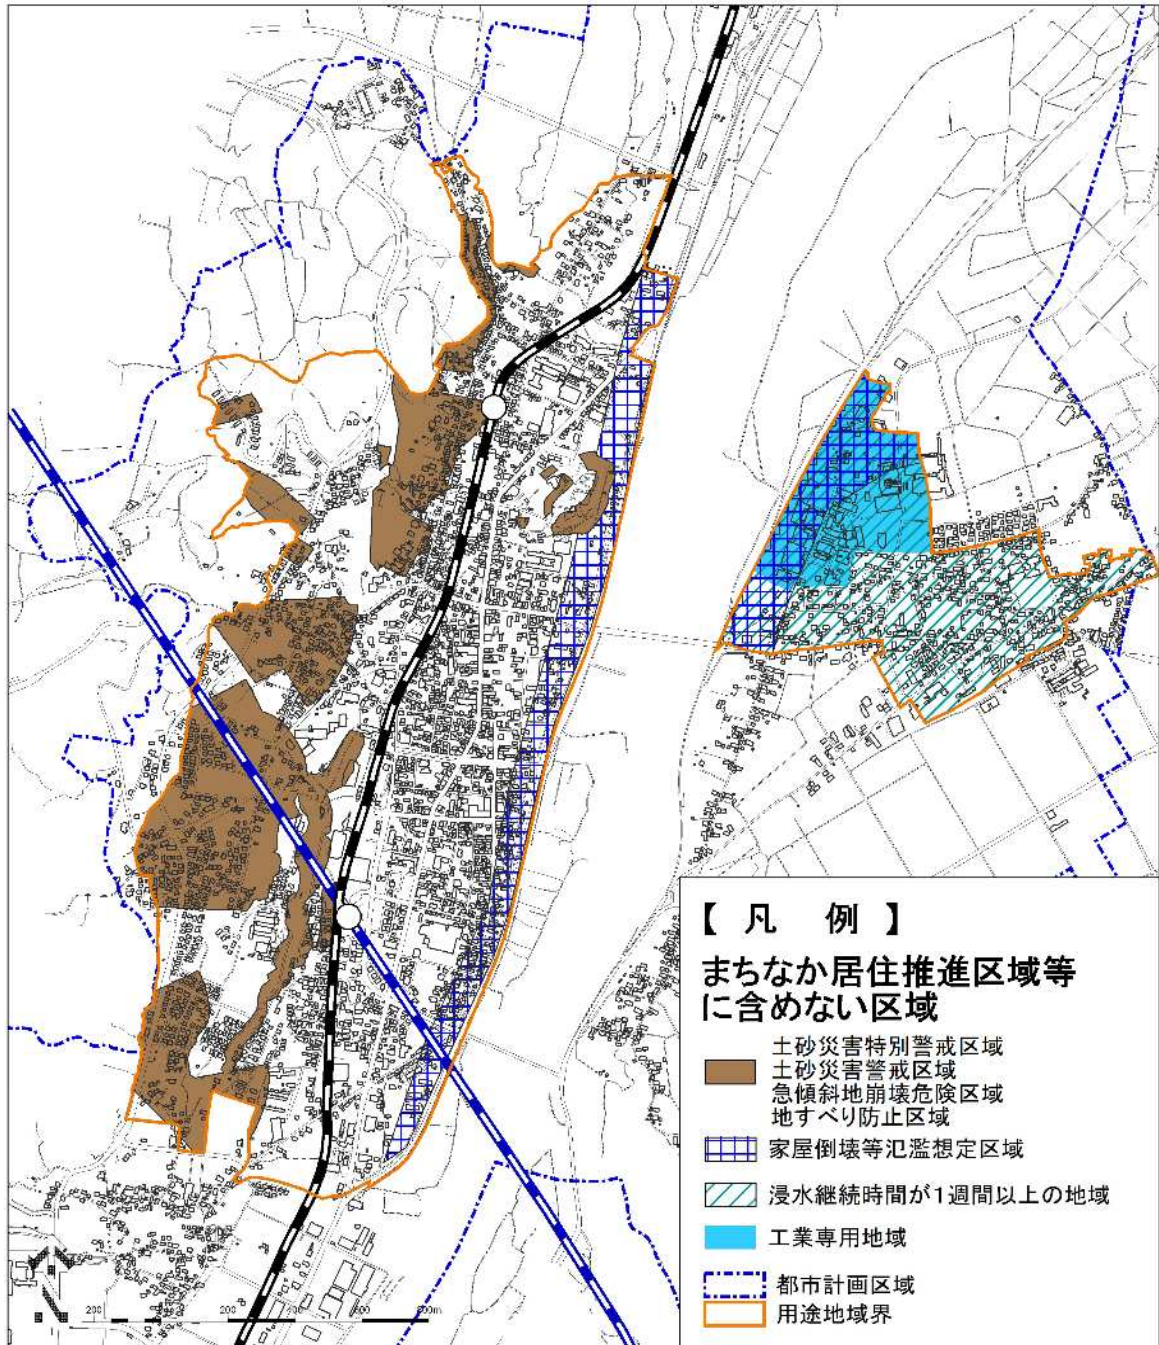 【 凡 例 】
まちなか居住推進区域等
に含めない区域
土砂災害特別警戒区域
土砂災害警戒区域
急傾斜地崩壊危険区域
地すべり防止区域
家屋倒壊等氾濫想定区域
浸水継続時間が1週間以上の地域
工業専用地域
都市計画区域
用途地域界
200
200